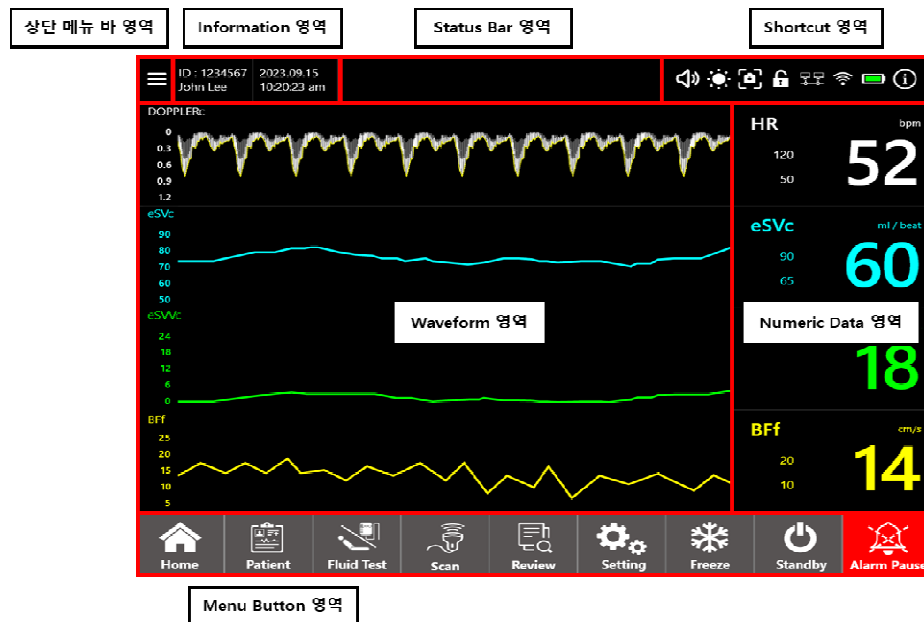 상단 메뉴 바 영역
Information 영역
Status Bar 영역
Shortcut 영역
ID : 1234567
John Lee
2023.09.15
10:20:23 am
DOPPLERc
0
0.3
0.6
0.9
1.2
HR
bpm
120
50
52
eSVc
90
80
70
60
50
eSVc
ml / beat
90
65
60
eSVVc
24
18
12
6
0
Waveform 영역
Numeric Data 영역
18
BFf
25
20
15
10
5
BFf
cm/s
20
10
14
Home
Patient
Fluid Test
Scan
Review
Setting
Freeze
Standby
Alarm Pause
Menu Button 영역